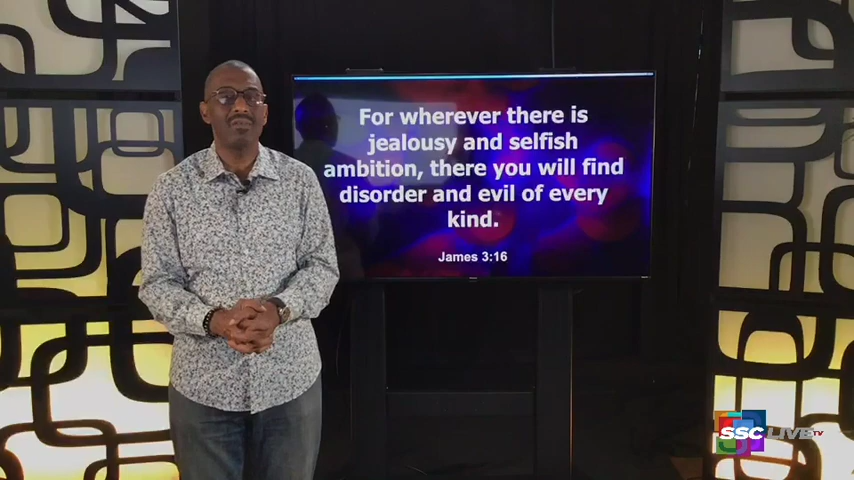 For wherever there is
jealousy and selfish
ambition, there you will find
disorder and evil of every
kind.
James 3:16
SSC LIVE TV